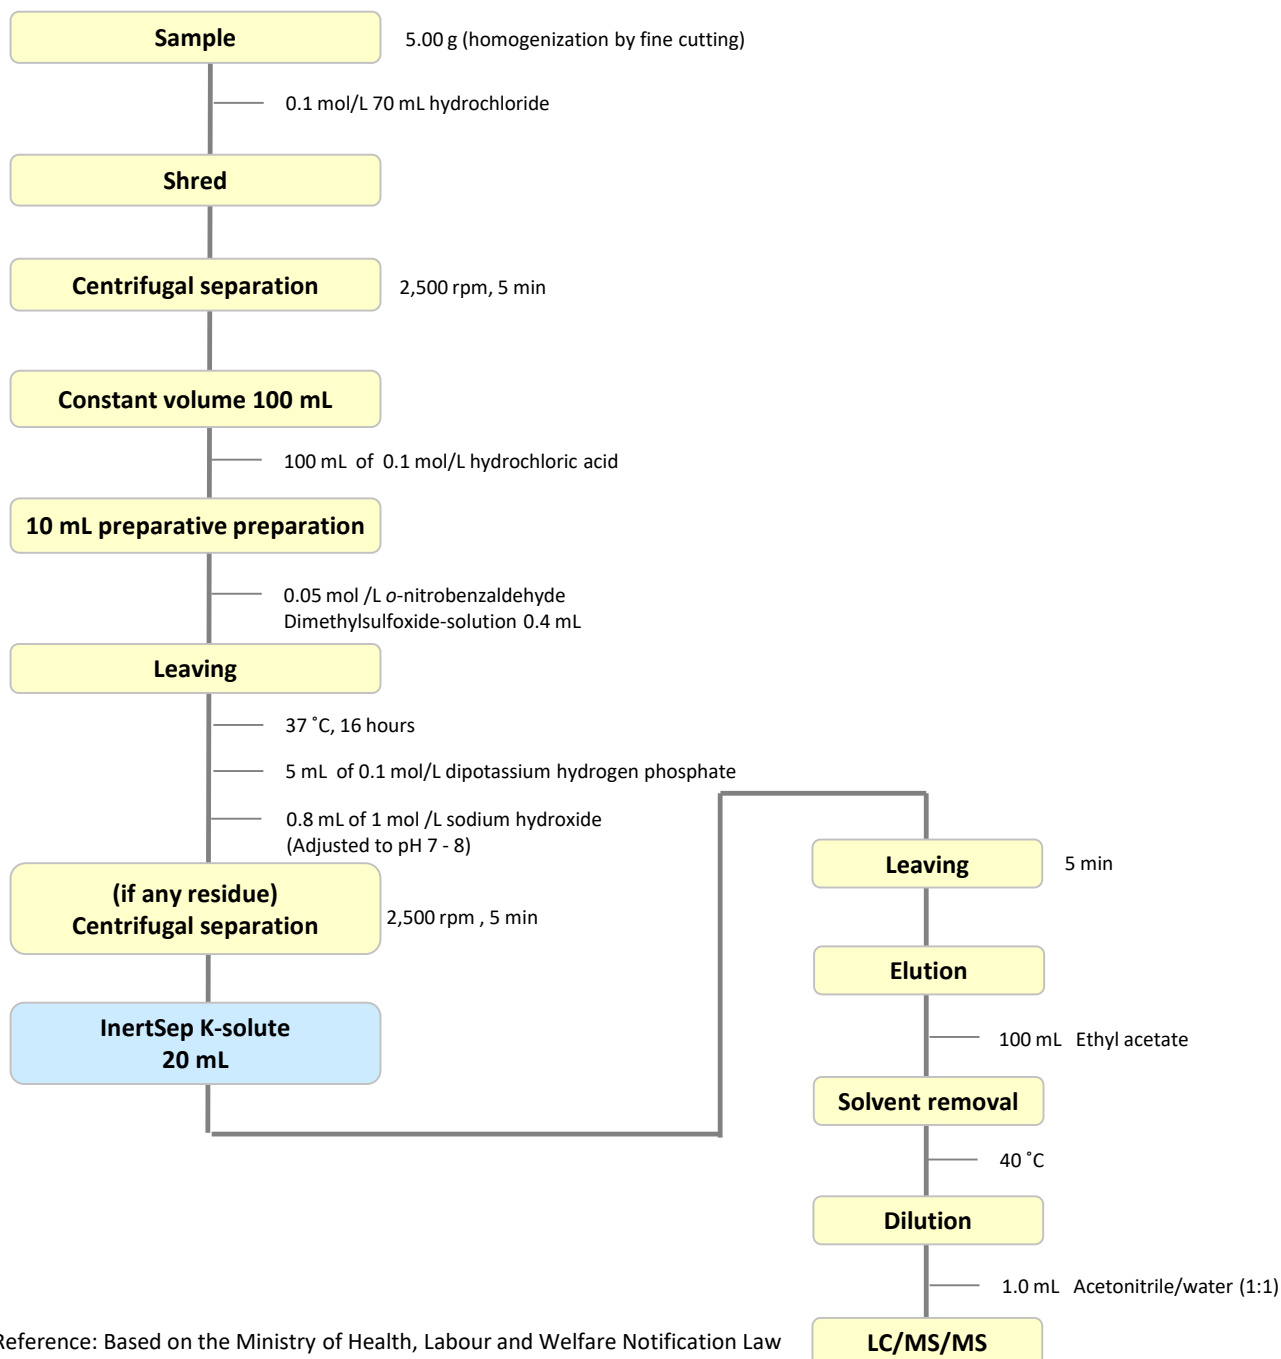 Sample
5.00 g (homogenization by fine cutting)
0.1 mol/L 70 mL hydrochloride
Shred
Centrifugal separation
2,500 rpm, 5 min
Constant volume 100 mL
100 mL of 0.1 mol/L hydrochloric acid
10 mL preparative preparation
0.05 mol /L o-nitrobenzaldehyde
Dimethylsulfoxide-solution 0.4 mL
Leaving
37 ˚C, 16 hours
5 mL of 0.1 mol/L dipotassium hydrogen phosphate
0.8 mL of 1 mol /L sodium hydroxide
(Adjusted to pH 7 - 8)
(if any residue)
Centrifugal separation
2,500 rpm , 5 min
InertSep K-solute
20 mL
Leaving
5 min
Elution
100 mL Ethyl acetate
Solvent removal
40 ˚C
Dilution
1.0 mL Acetonitrile/water (1:1)
LC/MS/MS
Reference: Based on the Ministry of Health, Labour and Welfare Notification Law